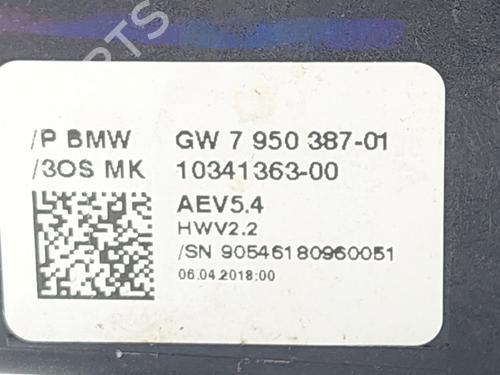 PARTS
/P BMW GW 7 950 387-01
/3OS MK 10341363-00
AEV5.4
HWV2.2
/SN 90546180960051
06.04.2018:00